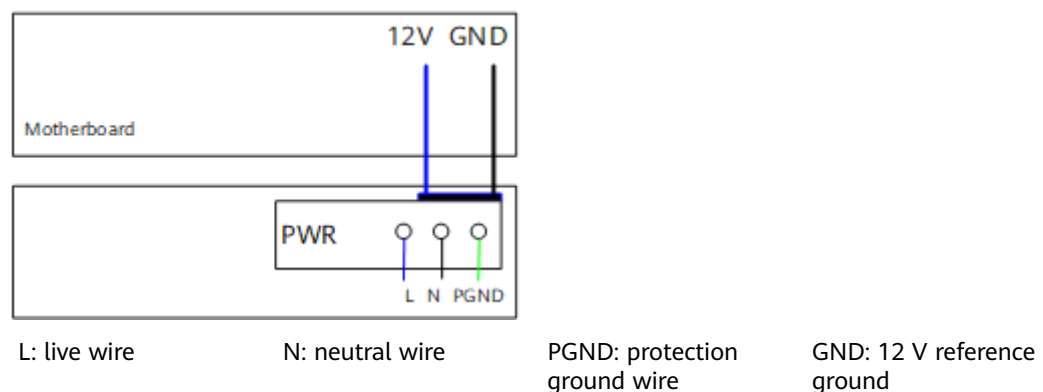 12V GND
Motherboard
PWR
L N PGND
L: live wire
N: neutral wire
PGND: protection
ground wire
GND: 12 V reference
ground